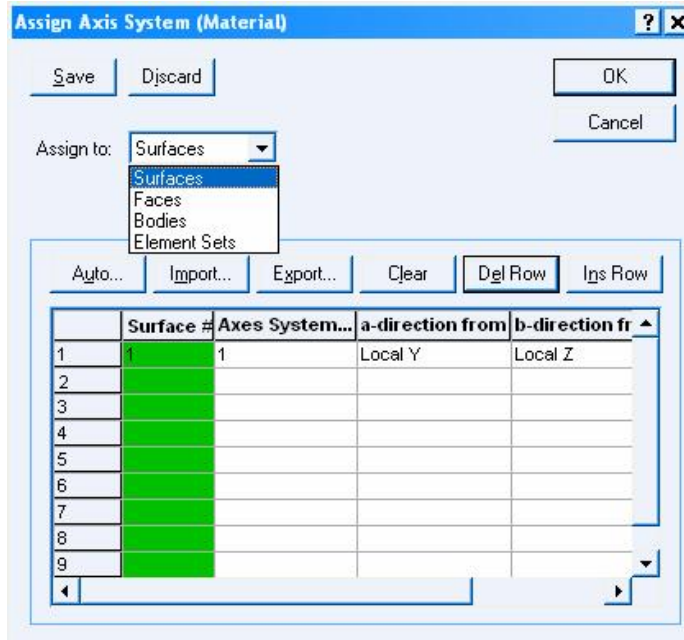 Assign Axis System (Material)
Save Discard OK
Cancel
Assign to: Surfaces
Surfaces
Faces
Bodies
Element Sets
Auto... Import... Export... Clear Del Row Ins Row
Surface # Axes System... a-direction from b-direction fr
1 1 1 Local Y Local Z
2
3
4
5
6
7
8
9